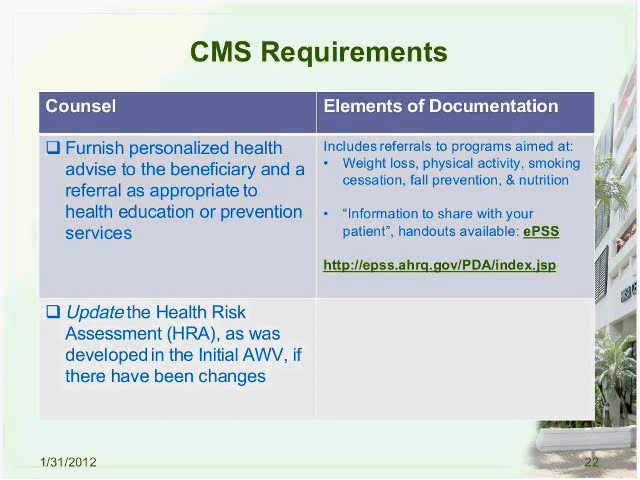 CMS Requirements
Counsel
Elements of Documentation
Furnish personalized health
advise to the beneficiary and a
referral as appropriate to
health education or prevention
services
Includes referrals to programs aimed at:
• Weight loss, physical activity, smoking
cessation, fall prevention, & nutrition
• “Information to share with your
patient”, handouts available: ePSS
http://epss.ahrq.gov/PDA/index.jsp
Update the Health Risk
Assessment (HRA), as was
developed in the Initial AWV, if
there have been changes
1/31/2012
22